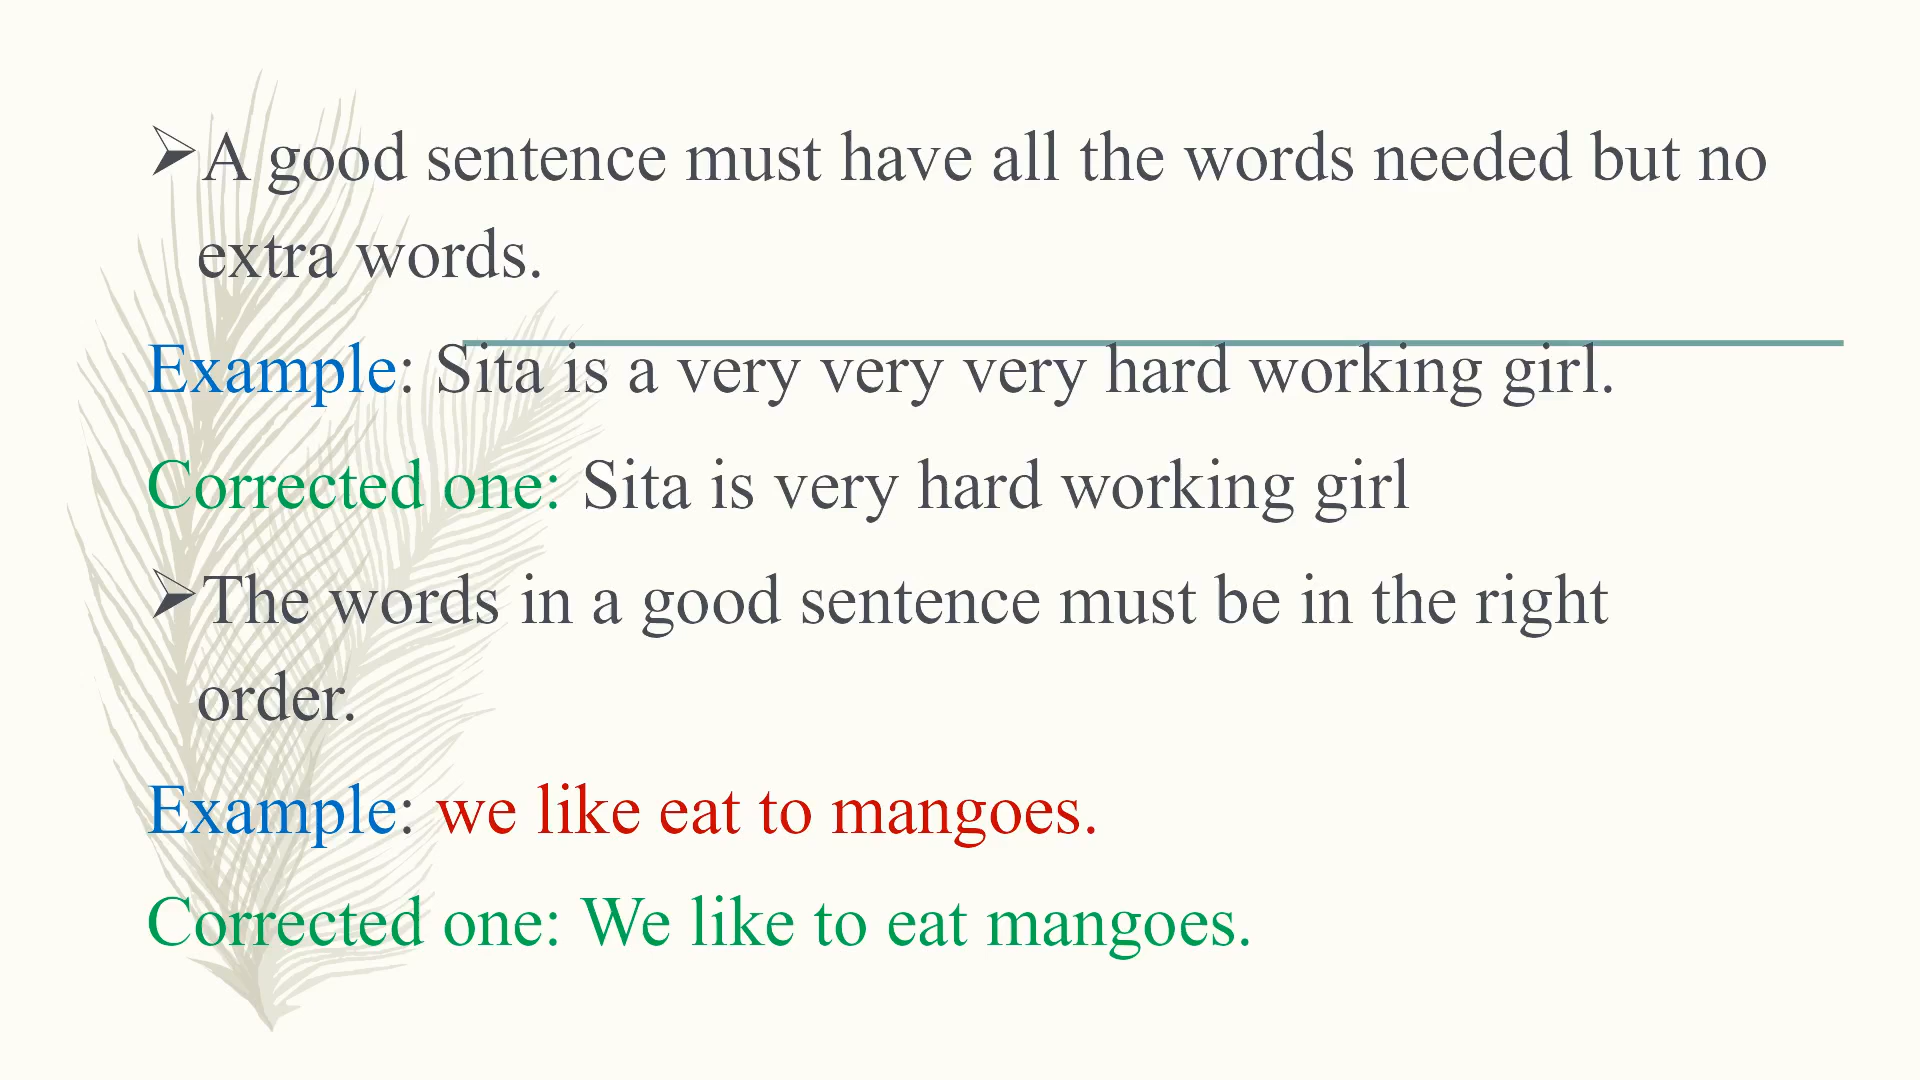 ➢A good sentence must have all the words needed but no
extra words.
Example: Sita is a very very very hard working girl.
Corrected one: Sita is very hard working girl
➢The words in a good sentence must be in the right
order.
Example: we like eat to mangoes.
Corrected one: We like to eat mangoes.